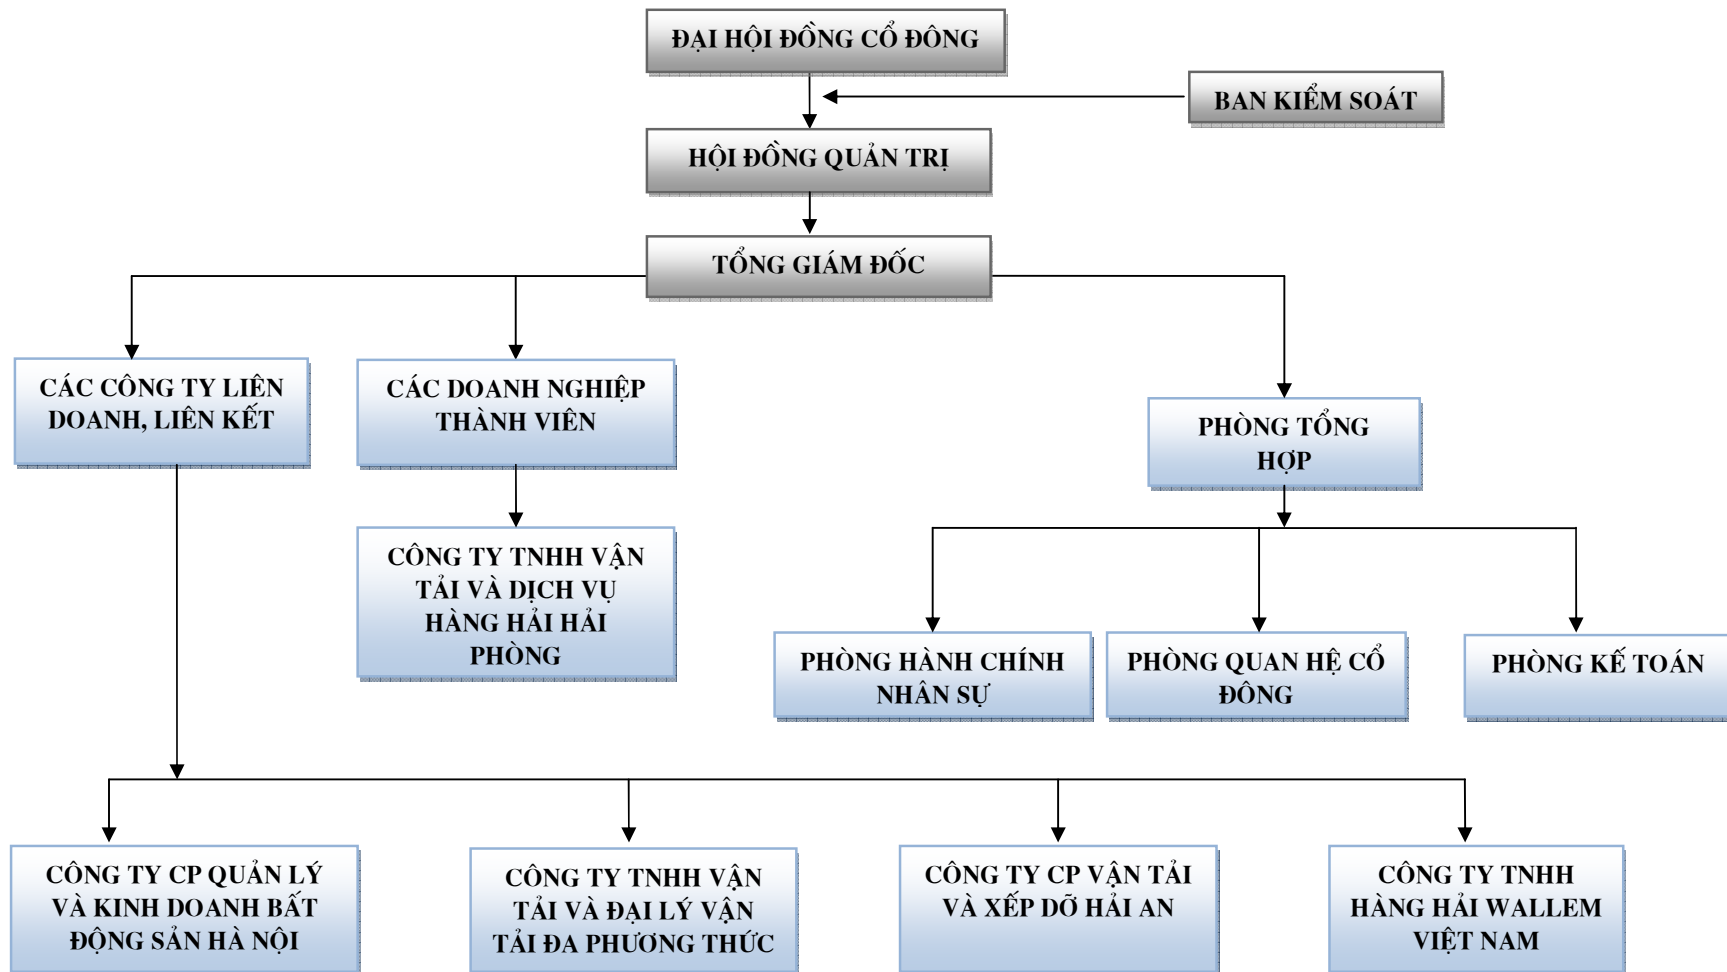 ĐẠI HỘI ĐỒNG CỔ ĐÔNG
BAN KIỂM SOÁT
HỘI ĐỒNG QUẢN TRỊ
TỔNG GIÁM ĐỐC
CÁC CÔNG TY LIÊN
DOANH, LIÊN KẾT
CÁC DOANH NGHIỆP
THÀNH VIÊN
PHÒNG TỔNG
HỢP
CÔNG TY TNHH VẬN
TẢI VÀ DỊCH VỤ
HÀNG HẢI HẢI
PHÒNG
PHÒNG HÀNH CHÍNH
NHÂN SỰ
PHÒNG QUAN HỆ CỔ
ĐÔNG
PHÒNG KẾ TOÁN
CÔNG TY CP QUẢN LÝ
VÀ KINH DOANH BẤT
ĐỘNG SẢN HÀ NỘI
CÔNG TY TNHH VẬN
TẢI VÀ ĐẠI LÝ VẬN
TẢI ĐA PHƯƠNG THỨC
CÔNG TY CP VẬN TẢI
VÀ XẾP DỠ HẢI AN
CÔNG TY TNHH
HÀNG HẢI WALLEM
VIỆT NAM